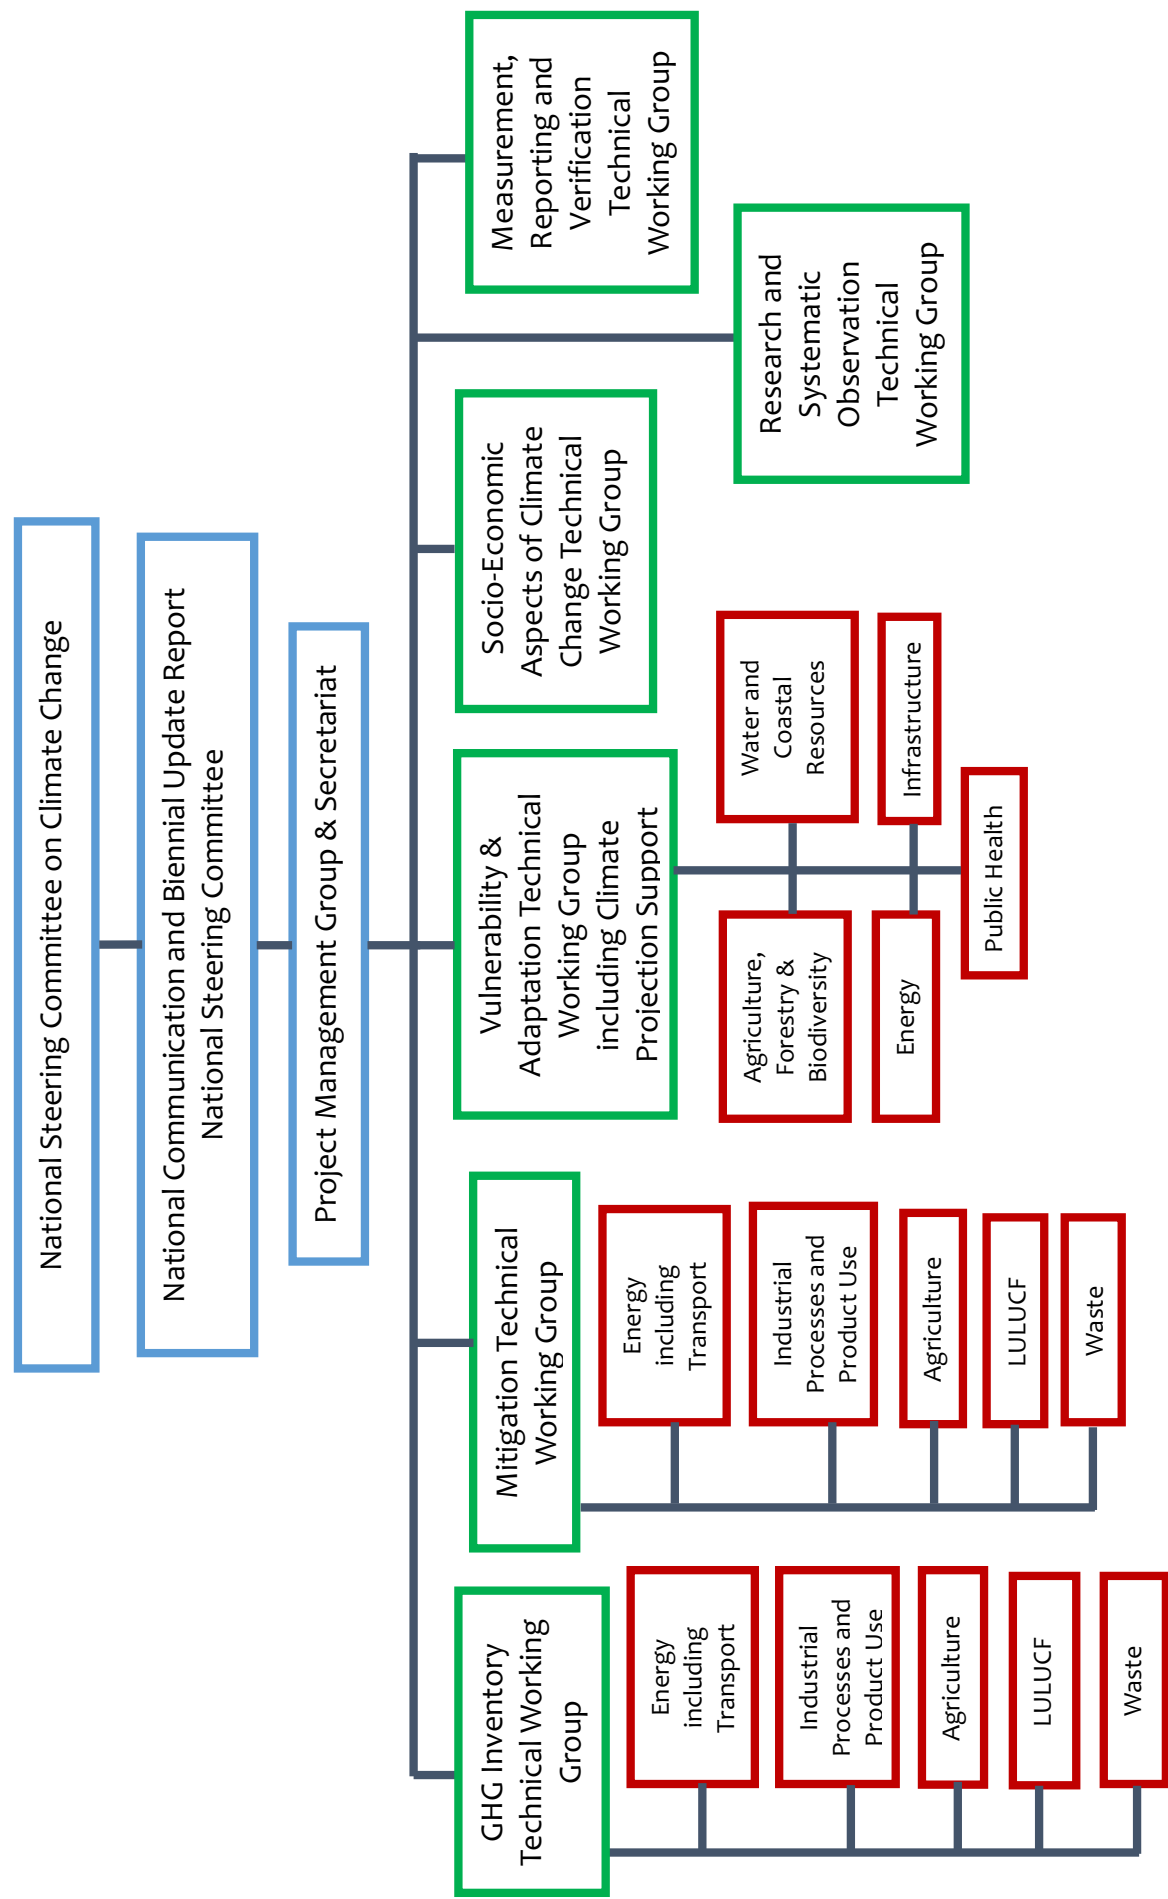 National Steering Committee on Climate Change
National Communication and Biennial Update Report
National Steering Committee
Project Management Group & Secretariat
GHG Inventory
Technical Working
Group
Energy
including
Transport
Industrial
Processes and
Product Use
Agriculture
LULUCF
Waste
Mitigation Technical
Working Group
Energy
including
Transport
Industrial
Processes and
Product Use
Agriculture
LULUCF
Waste
Vulnerability &
Adaptation Technical
Working Group
including Climate
Projection Support
Agriculture,
Forestry &
Biodiversity
Water and
Coastal
Resources
Energy
Infrastructure
Public Health
Socio-Economic
Aspects of Climate
Change Technical
Working Group
Research and
Systematic
Observation
Technical
Working Group
Measurement,
Reporting and
Verification
Technical
Working Group